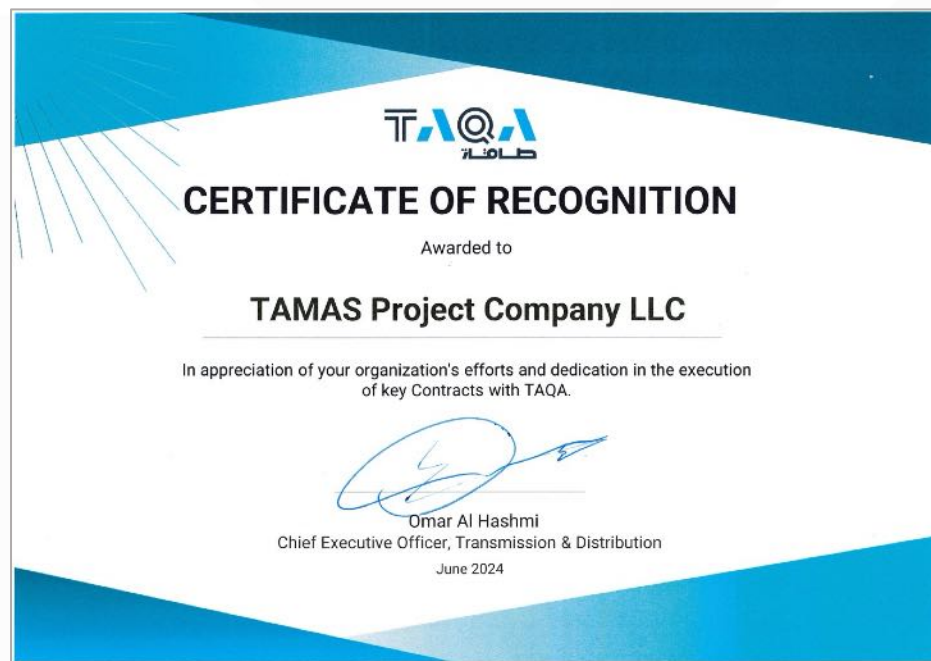 TAQA
طاقة
CERTIFICATE OF RECOGNITION
Awarded to
TAMAS Project Company LLC
In appreciation of your organization's efforts and dedication in the execution
of key Contracts with TAQA.
Omar Al Hashmi
Chief Executive Officer, Transmission & Distribution
June 2024